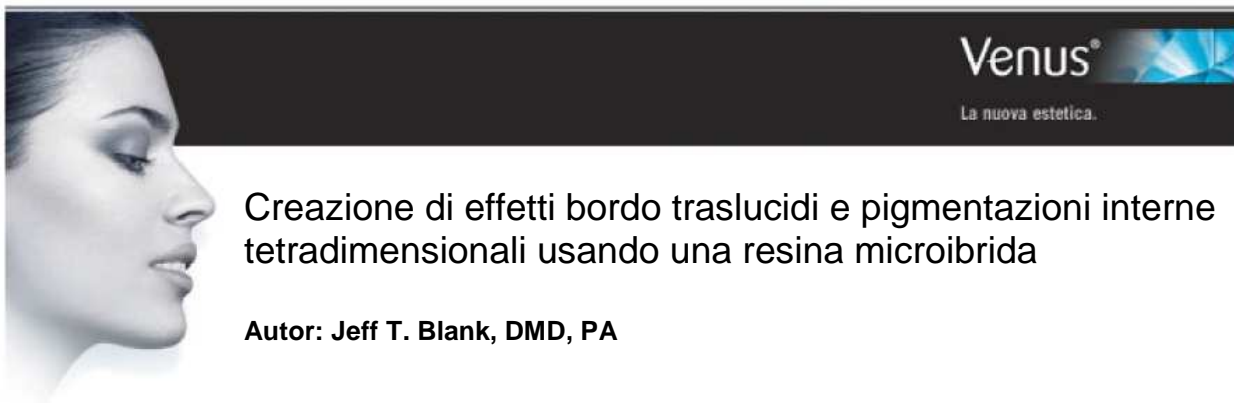 Venus®
La nuova estetica.
Creazione di effetti bordo traslucidi e pigmentazioni interne
tetradimensionali usando una resina microibrida
Autor: Jeff T. Blank, DMD, PA